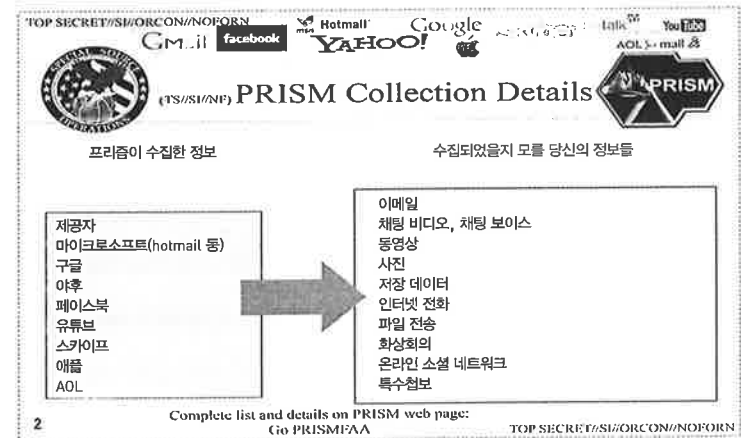 TOP SECRET//SI//ORCON/NOFORN
facebook
msn Hotmail
YAHOO!
Google
talk
You Tube
AOL mail
SPECIAL SOURCE OPERATIONS
(TS//SI//NF) PRISM Collection Details
PRISM
프리즘이 수집한 정보
수집되었을지 모를 당신의 정보들
제공자
마이크로소프트(hotmail 등)
구글
야후
페이스북
유튜브
스카이프
애플
AOL
이메일
채팅 비디오, 채팅 보이스
동영상
사진
저장 데이터
인터넷 전화
파일 전송
화상회의
온라인 소셜 네트워크
특수첩보
2
Complete list and details on PRISM web page:
Go PRISMFAA
TOP SECRET//SI//ORCON/NOFORN